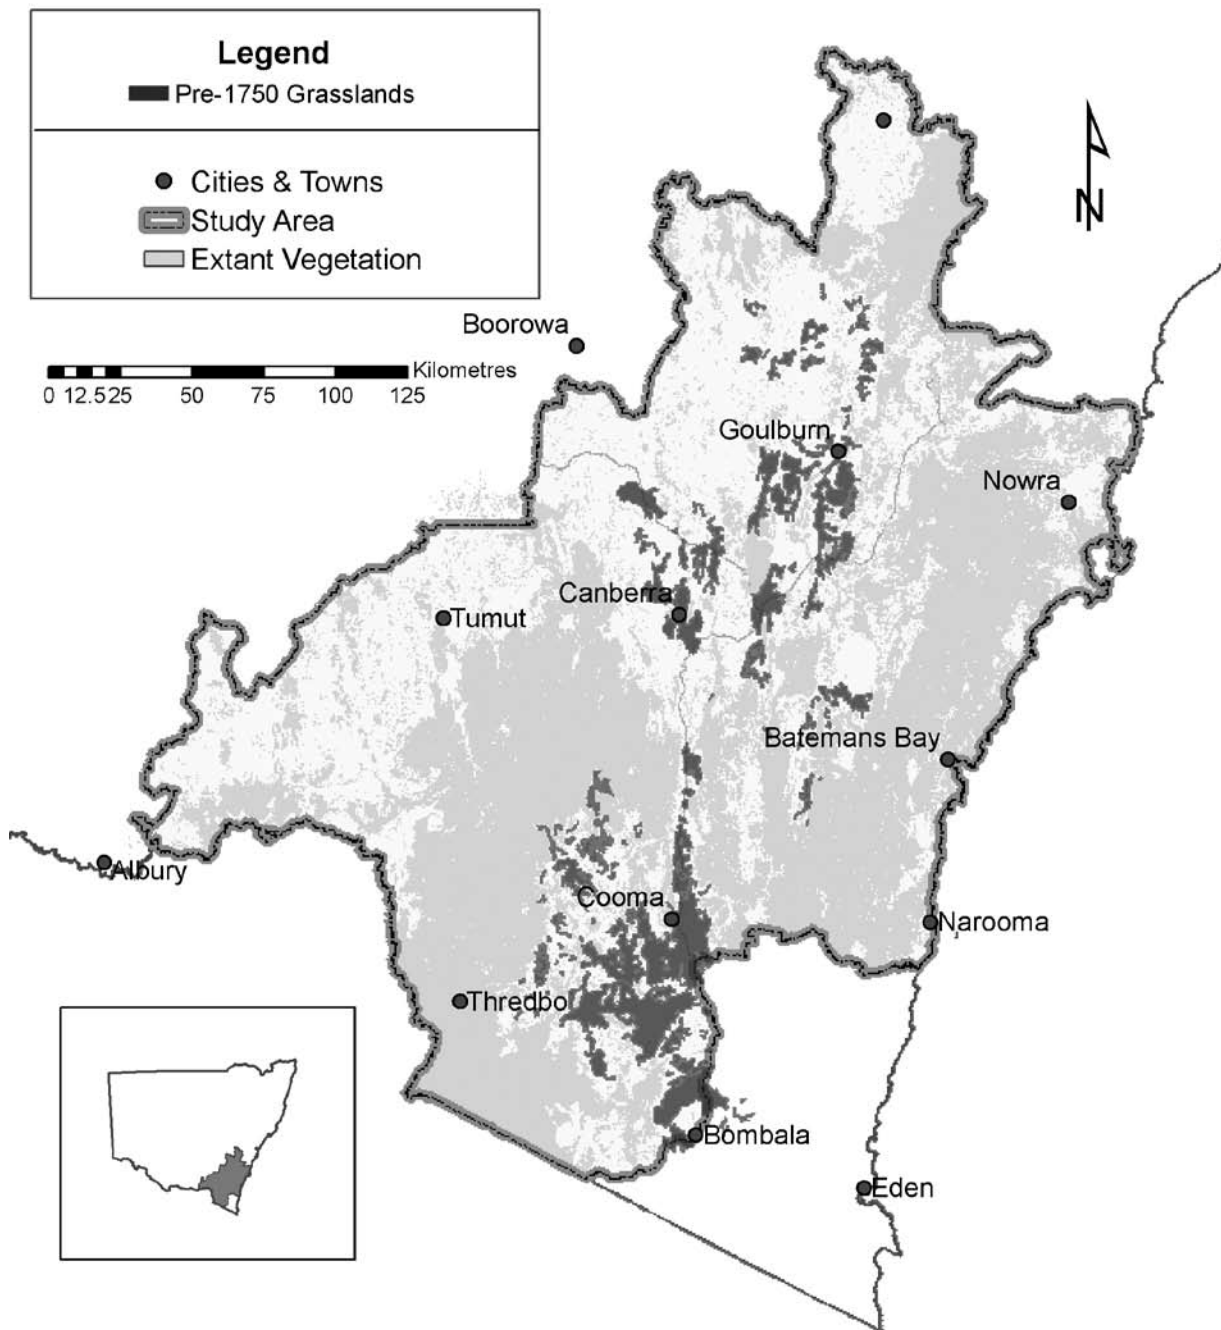 Legend
Pre-1750 Grasslands
Cities & Towns
Study Area
Extant Vegetation
N
Boorowa
Kilometres
0 12.5 25 50 75 100 125
Goulburn
Nowra
Canberra
Tumut
Batemans Bay
Albury
Cooma
Narooma
Thredbo
Bombala
Eden